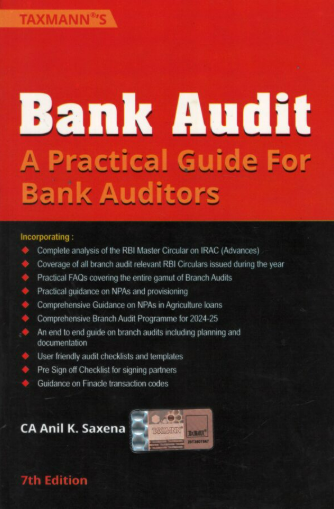 TAXMANN®'S
Bank Audit
A Practical Guide For
Bank Auditors
Incorporating :
Complete analysis of the RBI Master Circular on IRAC (Advances)
Coverage of all branch audit relevant RBI Circulars issued during the year
Practical FAQs covering the entire gamut of Branch Audits
Practical guidance on NPAs and provisioning
Comprehensive Guidance on NPAs in Agriculture loans
Comprehensive Branch Audit Programme for 2024-25
An end to end guide on branch audits including planning and
documentation
User friendly audit checklists and templates
Pre Sign off Checklist for signing partners
Guidance on Finacle transaction codes
CA Anil K. Saxena
7th Edition